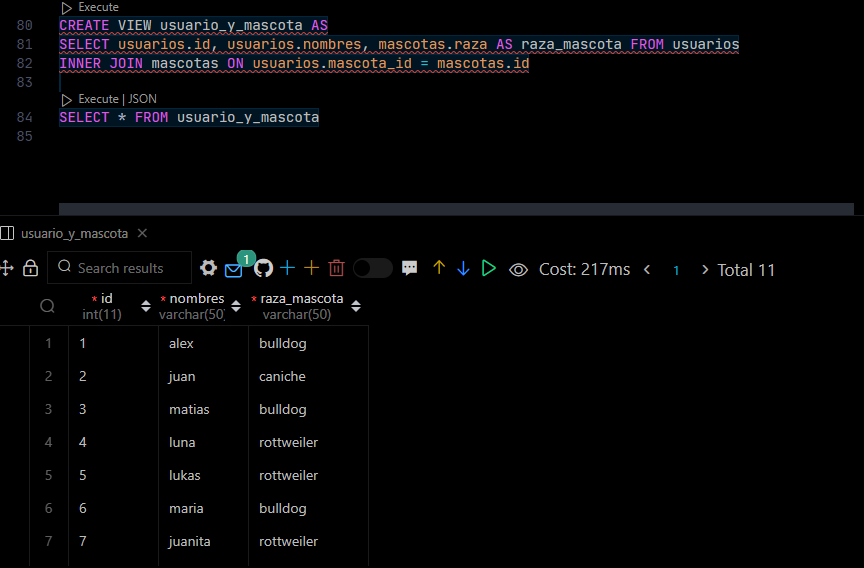 Execute
80 CREATE VIEW usuario_y_mascota AS
81 SELECT usuarios.id, usuarios.nombres, mascotas.raza AS raza_mascota FROM usuarios
82 INNER JOIN mascotas ON usuarios.mascota_id = mascotas.id
83
Execute | JSON
84 SELECT * FROM usuario_y_mascota
85
usuario_y_mascota
Search results 1 Cost: 217ms 1 Total 11
* id * nombres * raza_mascota
int(11) varchar(50) varchar(50)
1 1 alex bulldog
2 2 juan caniche
3 3 matias bulldog
4 4 luna rottweiler
5 5 lukas rottweiler
6 6 maria bulldog
7 7 juanita rottweiler